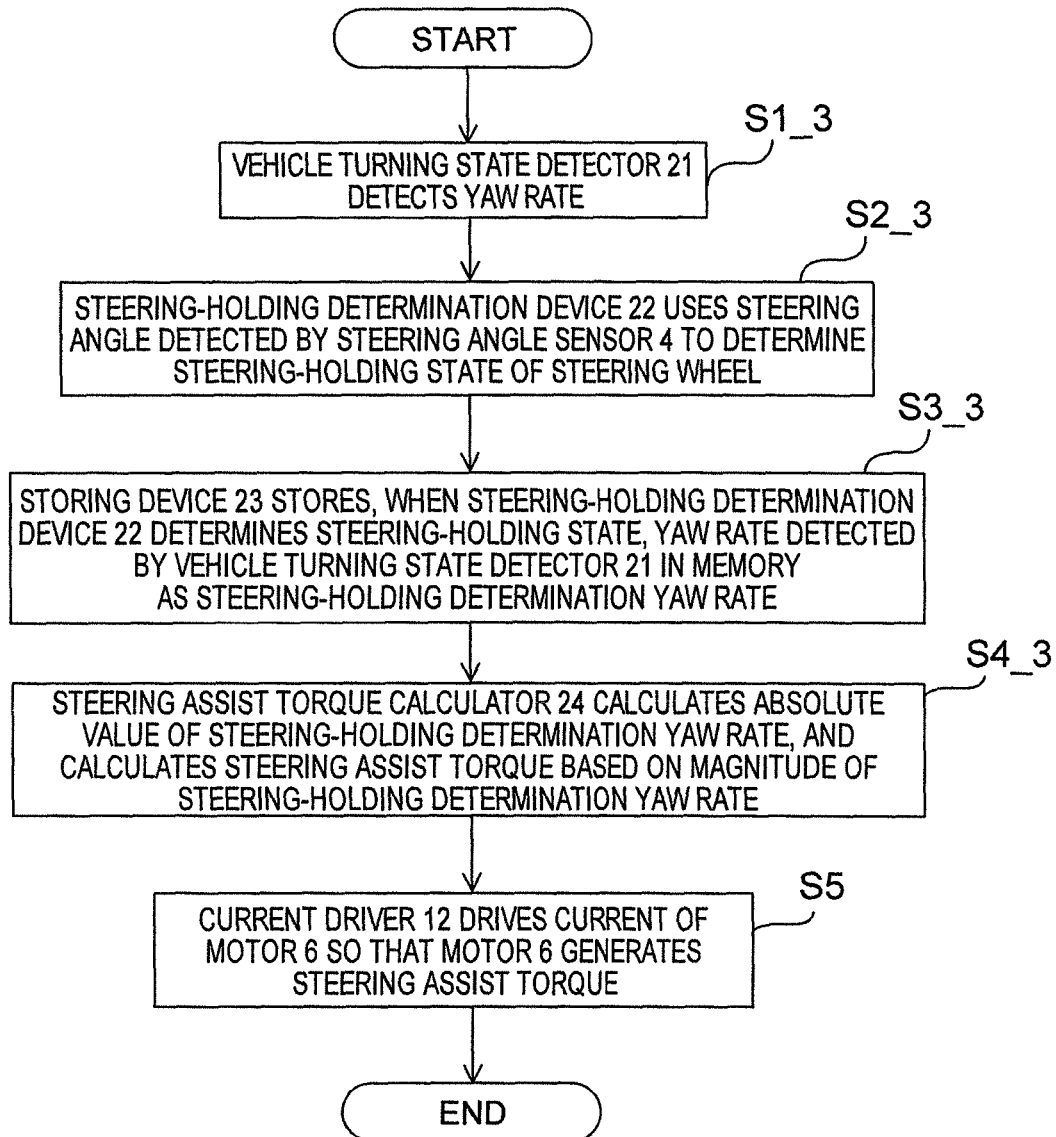 START
S1_3
VEHICLE TURNING STATE DETECTOR 21
DETECTS YAW RATE
S2_3
STEERING-HOLDING DETERMINATION DEVICE 22 USES STEERING
ANGLE DETECTED BY STEERING ANGLE SENSOR 4 TO DETERMINE
STEERING-HOLDING STATE OF STEERING WHEEL
S3_3
STORING DEVICE 23 STORES, WHEN STEERING-HOLDING DETERMINATION
DEVICE 22 DETERMINES STEERING-HOLDING STATE, YAW RATE DETECTED
BY VEHICLE TURNING STATE DETECTOR 21 IN MEMORY
AS STEERING-HOLDING DETERMINATION YAW RATE
S4_3
STEERING ASSIST TORQUE CALCULATOR 24 CALCULATES ABSOLUTE
VALUE OF STEERING-HOLDING DETERMINATION YAW RATE, AND
CALCULATES STEERING ASSIST TORQUE BASED ON MAGNITUDE OF
STEERING-HOLDING DETERMINATION YAW RATE
S5
CURRENT DRIVER 12 DRIVES CURRENT OF
MOTOR 6 SO THAT MOTOR 6 GENERATES
STEERING ASSIST TORQUE
END